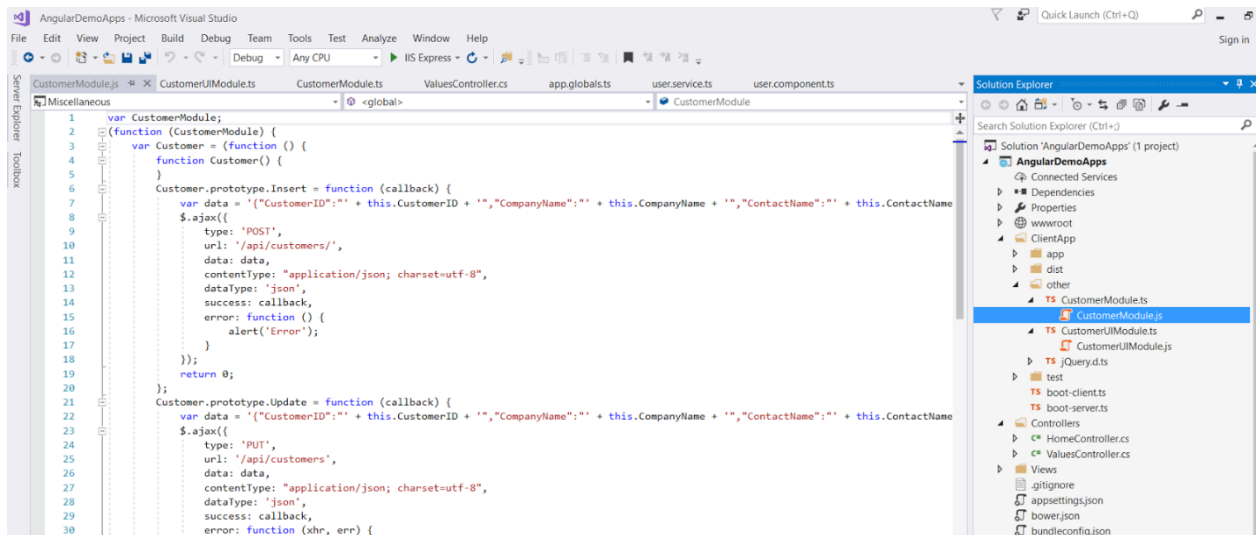 AngularDemoApps - Microsoft Visual Studio
Quick Launch (Ctrl+Q)
File Edit View Project Build Debug Team Tools Test Analyze Window Help
Sign in
Debug Any CPU IIS Express
Server Explorer
Toolbox
CustomerModule.js CustomerUIModule.ts CustomerModule.ts ValuesController.cs app.globals.ts user.service.ts user.component.ts
Miscellaneous <global> CustomerModule
1 var CustomerModule;
2 (function (CustomerModule) {
3 var Customer = (function () {
4 function Customer() {
5 }
6 Customer.prototype.Insert = function (callback) {
7 var data = '{"CustomerID":"' + this.CustomerID + '","CompanyName":"' + this.CompanyName + '","ContactName":"' + this.ContactName
8 $.ajax({
9 type: 'POST',
10 url: '/api/customers/',
11 data: data,
12 contentType: "application/json; charset=utf-8",
13 dataType: 'json',
14 success: callback,
15 error: function () {
16 alert('Error');
17 }
18 });
19 return 0;
20 };
21 Customer.prototype.Update = function (callback) {
22 var data = '{"CustomerID":"' + this.CustomerID + '","CompanyName":"' + this.CompanyName + '","ContactName":"' + this.ContactName
23 $.ajax({
24 type: 'PUT',
25 url: '/api/customers',
26 data: data,
27 contentType: "application/json; charset=utf-8",
28 dataType: 'json',
29 success: callback,
30 error: function (xhr, err) {
Solution Explorer
Search Solution Explorer (Ctrl+;)
Solution 'AngularDemoApps' (1 project)
AngularDemoApps
Connected Services
Dependencies
Properties
wwwroot
ClientApp
app
dist
other
TS CustomerModule.ts
CustomerModule.js
TS CustomerUIModule.ts
CustomerUIModule.js
TS jQuery.d.ts
test
TS boot-client.ts
TS boot-server.ts
Controllers
C# HomeController.cs
C# ValuesController.cs
Views
.gitignore
appsettings.json
bower.json
bundleconfig.json